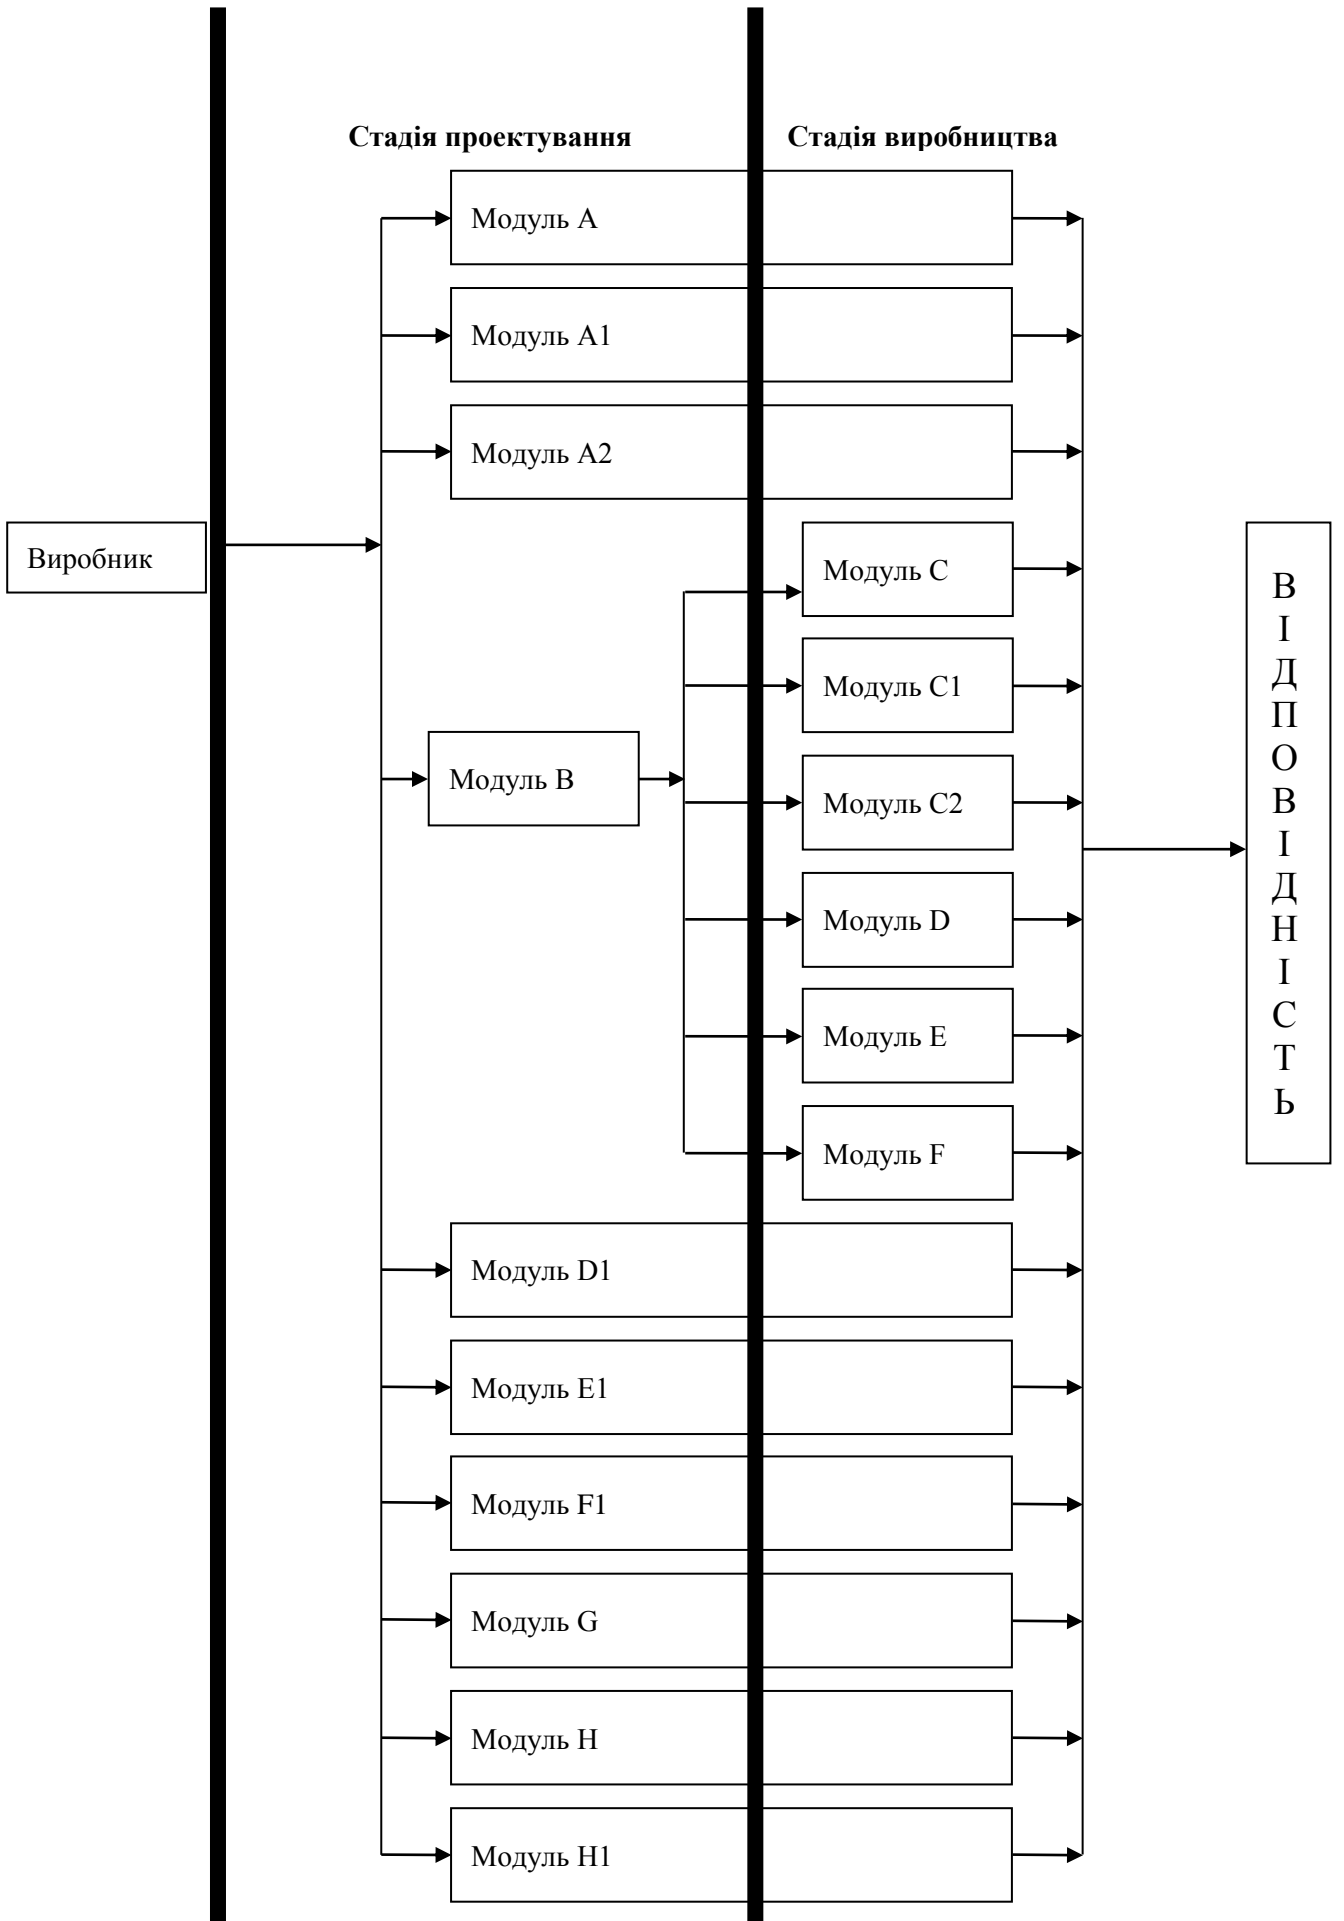 Стадія проектування
Стадія виробництва
Модуль A
Модуль A1
Модуль A2
Виробник
Модуль B
Модуль C
Модуль C1
Модуль C2
Модуль D
Модуль E
Модуль F
Модуль D1
Модуль E1
Модуль F1
Модуль G
Модуль H
Модуль H1
В
І
Д
П
О
В
І
Д
Н
І
С
Т
Ь